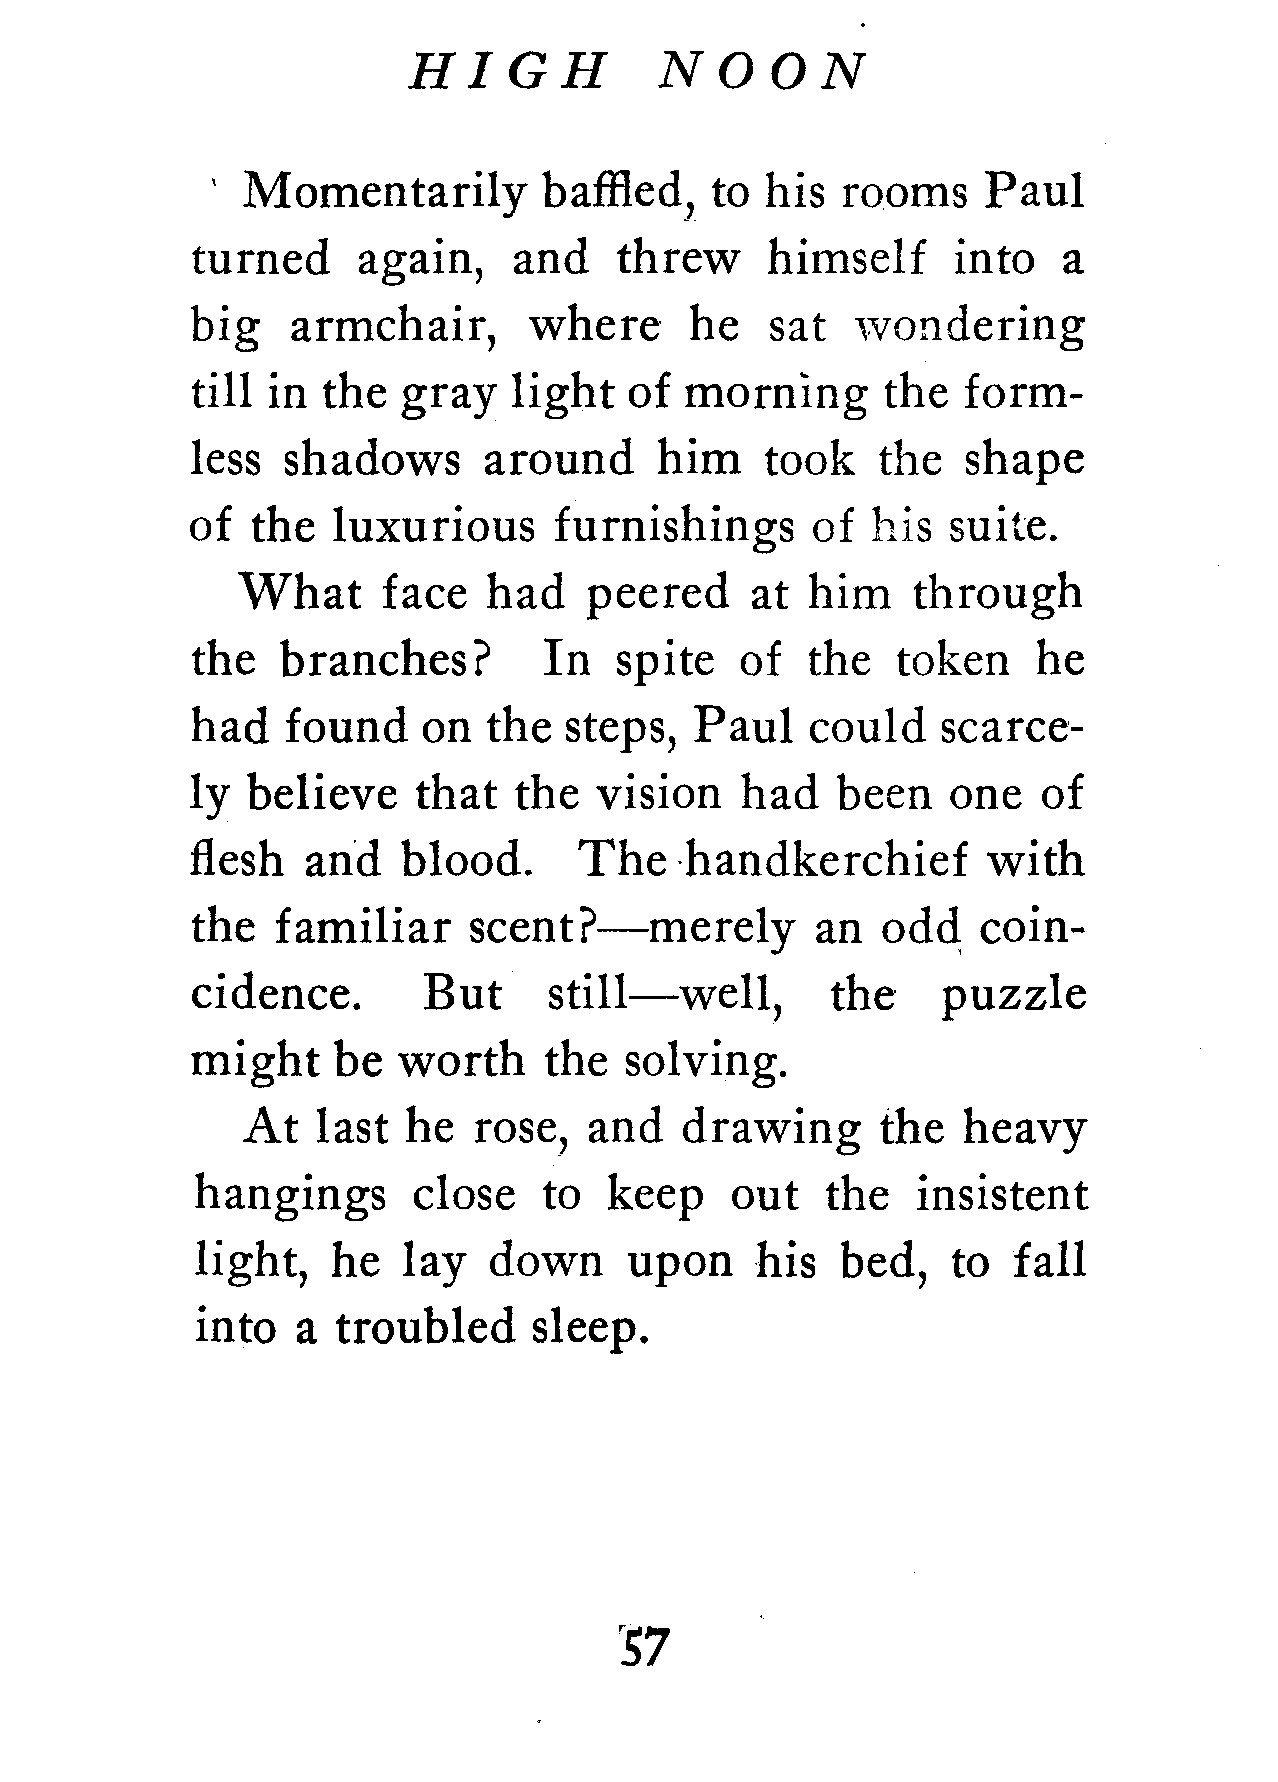 HIGH NOON
Momentarily baffled, to his rooms Paul
turned again, and threw himself into a
big armchair, where he sat wondering
till in the gray light of morning the form-
less shadows around him took the shape
of the luxurious furnishings of his suite.
What face had peered at him through
the branches? In spite of the token he
had found on the steps, Paul could scarce-
ly believe that the vision had been one of
flesh and blood. The handkerchief with
the familiar scent?—merely an odd coin-
cidence. But still—well, the puzzle
might be worth the solving.
At last he rose, and drawing the heavy
hangings close to keep out the insistent
light, he lay down upon his bed, to fall
into a troubled sleep.
57